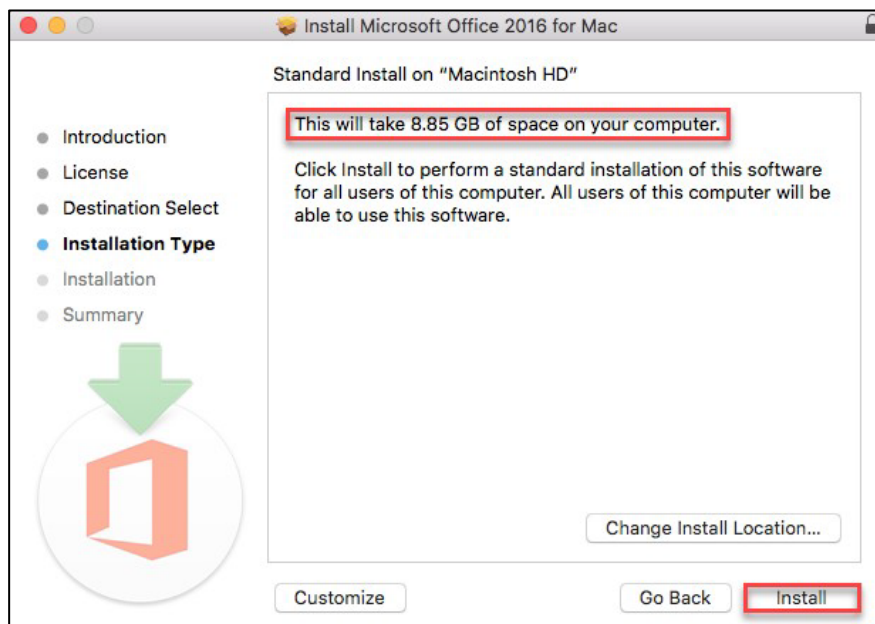 Install Microsoft Office 2016 for Mac
Standard Install on “Macintosh HD”
Introduction
License
Destination Select
Installation Type
Installation
Summary
This will take 8.85 GB of space on your computer.
Click Install to perform a standard installation of this software
for all users of this computer. All users of this computer will be
able to use this software.
Change Install Location...
Customize
Go Back
Install